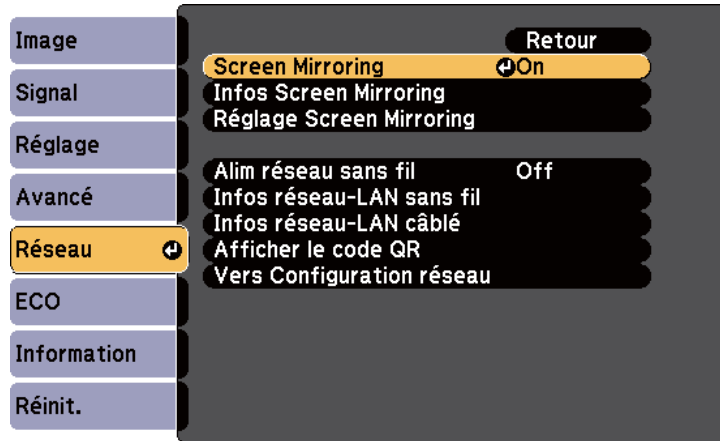 Image
Signal
Réglage
Avancé
Réseau
ECO
Information
Réinit.
Retour
Screen Mirroring On
Infos Screen Mirroring
Réglage Screen Mirroring
Alim réseau sans fil Off
Infos réseau-LAN sans fil
Infos réseau-LAN câblé
Afficher le code QR
Vers Configuration réseau